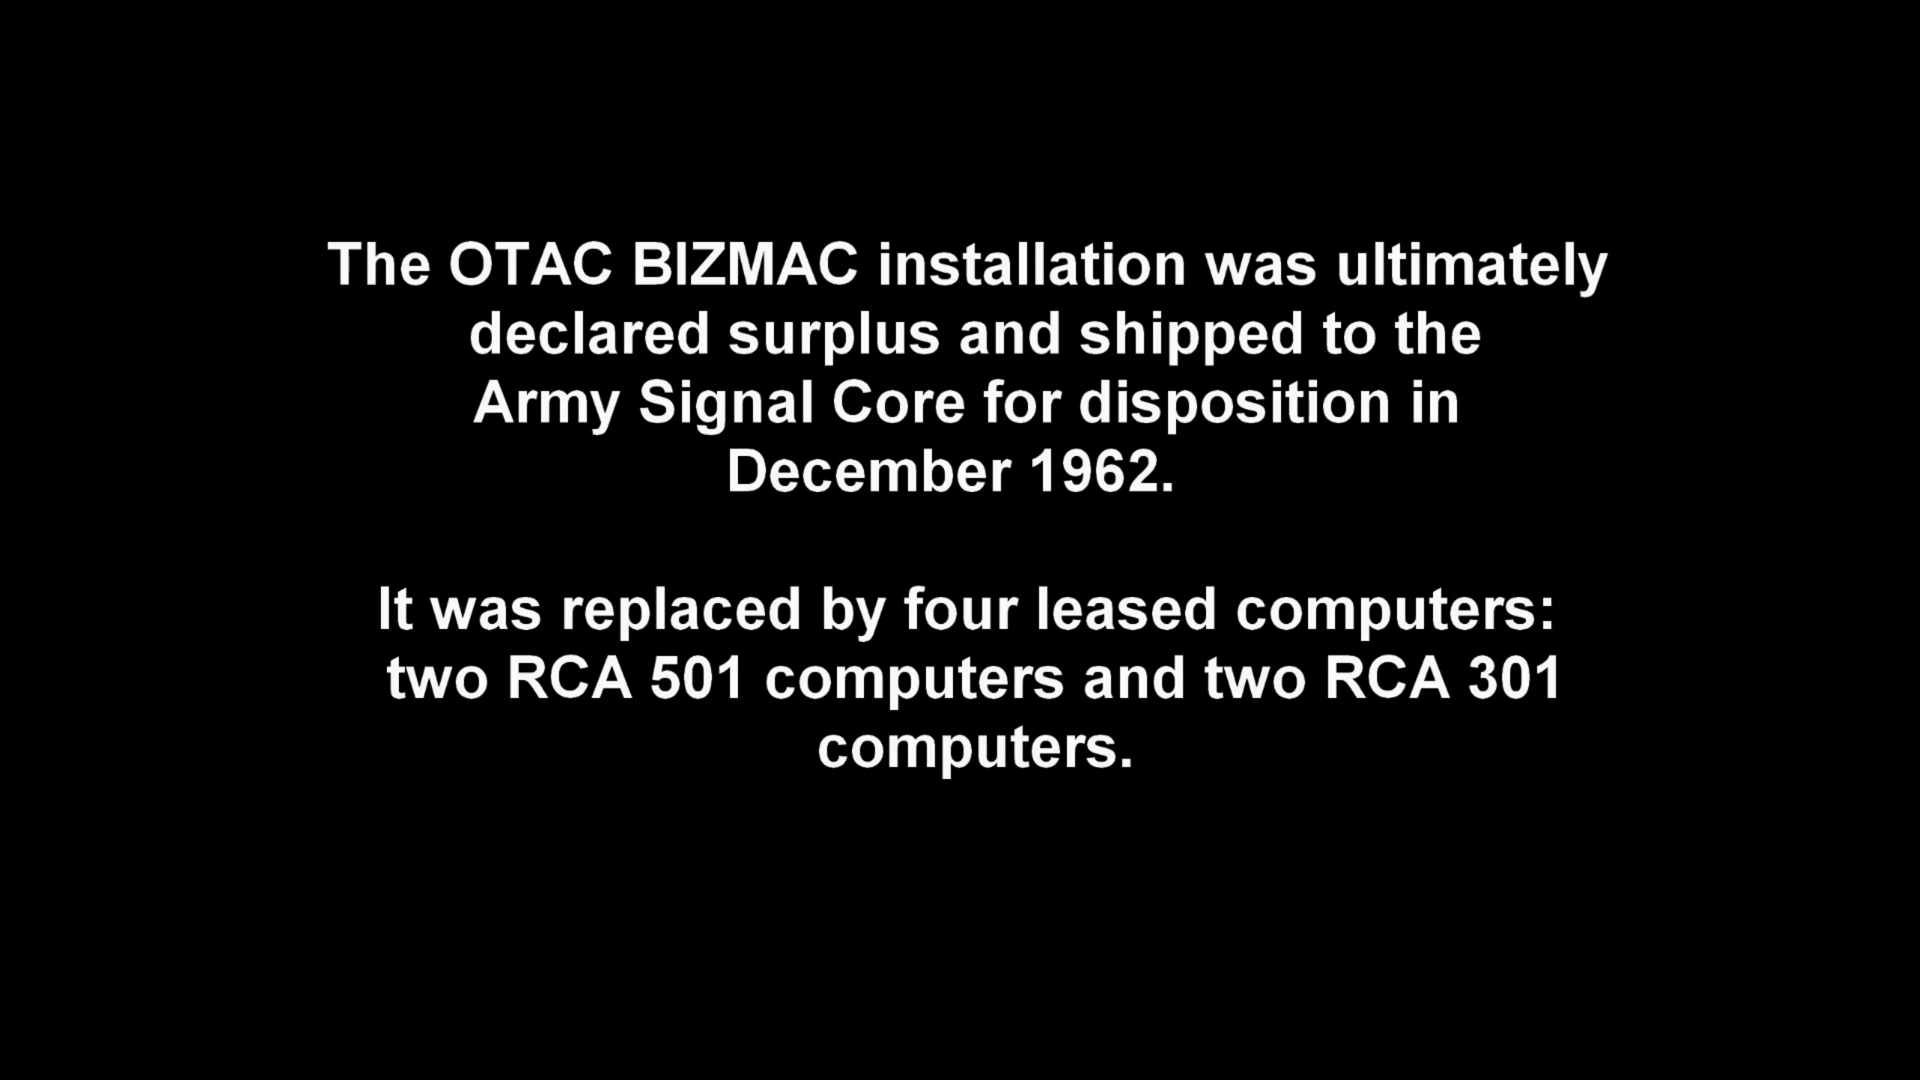 The OTAC BIZMAC installation was ultimately
declared surplus and shipped to the
Army Signal Core for disposition in
December 1962.
It was replaced by four leased computers:
two RCA 501 computers and two RCA 301
computers.